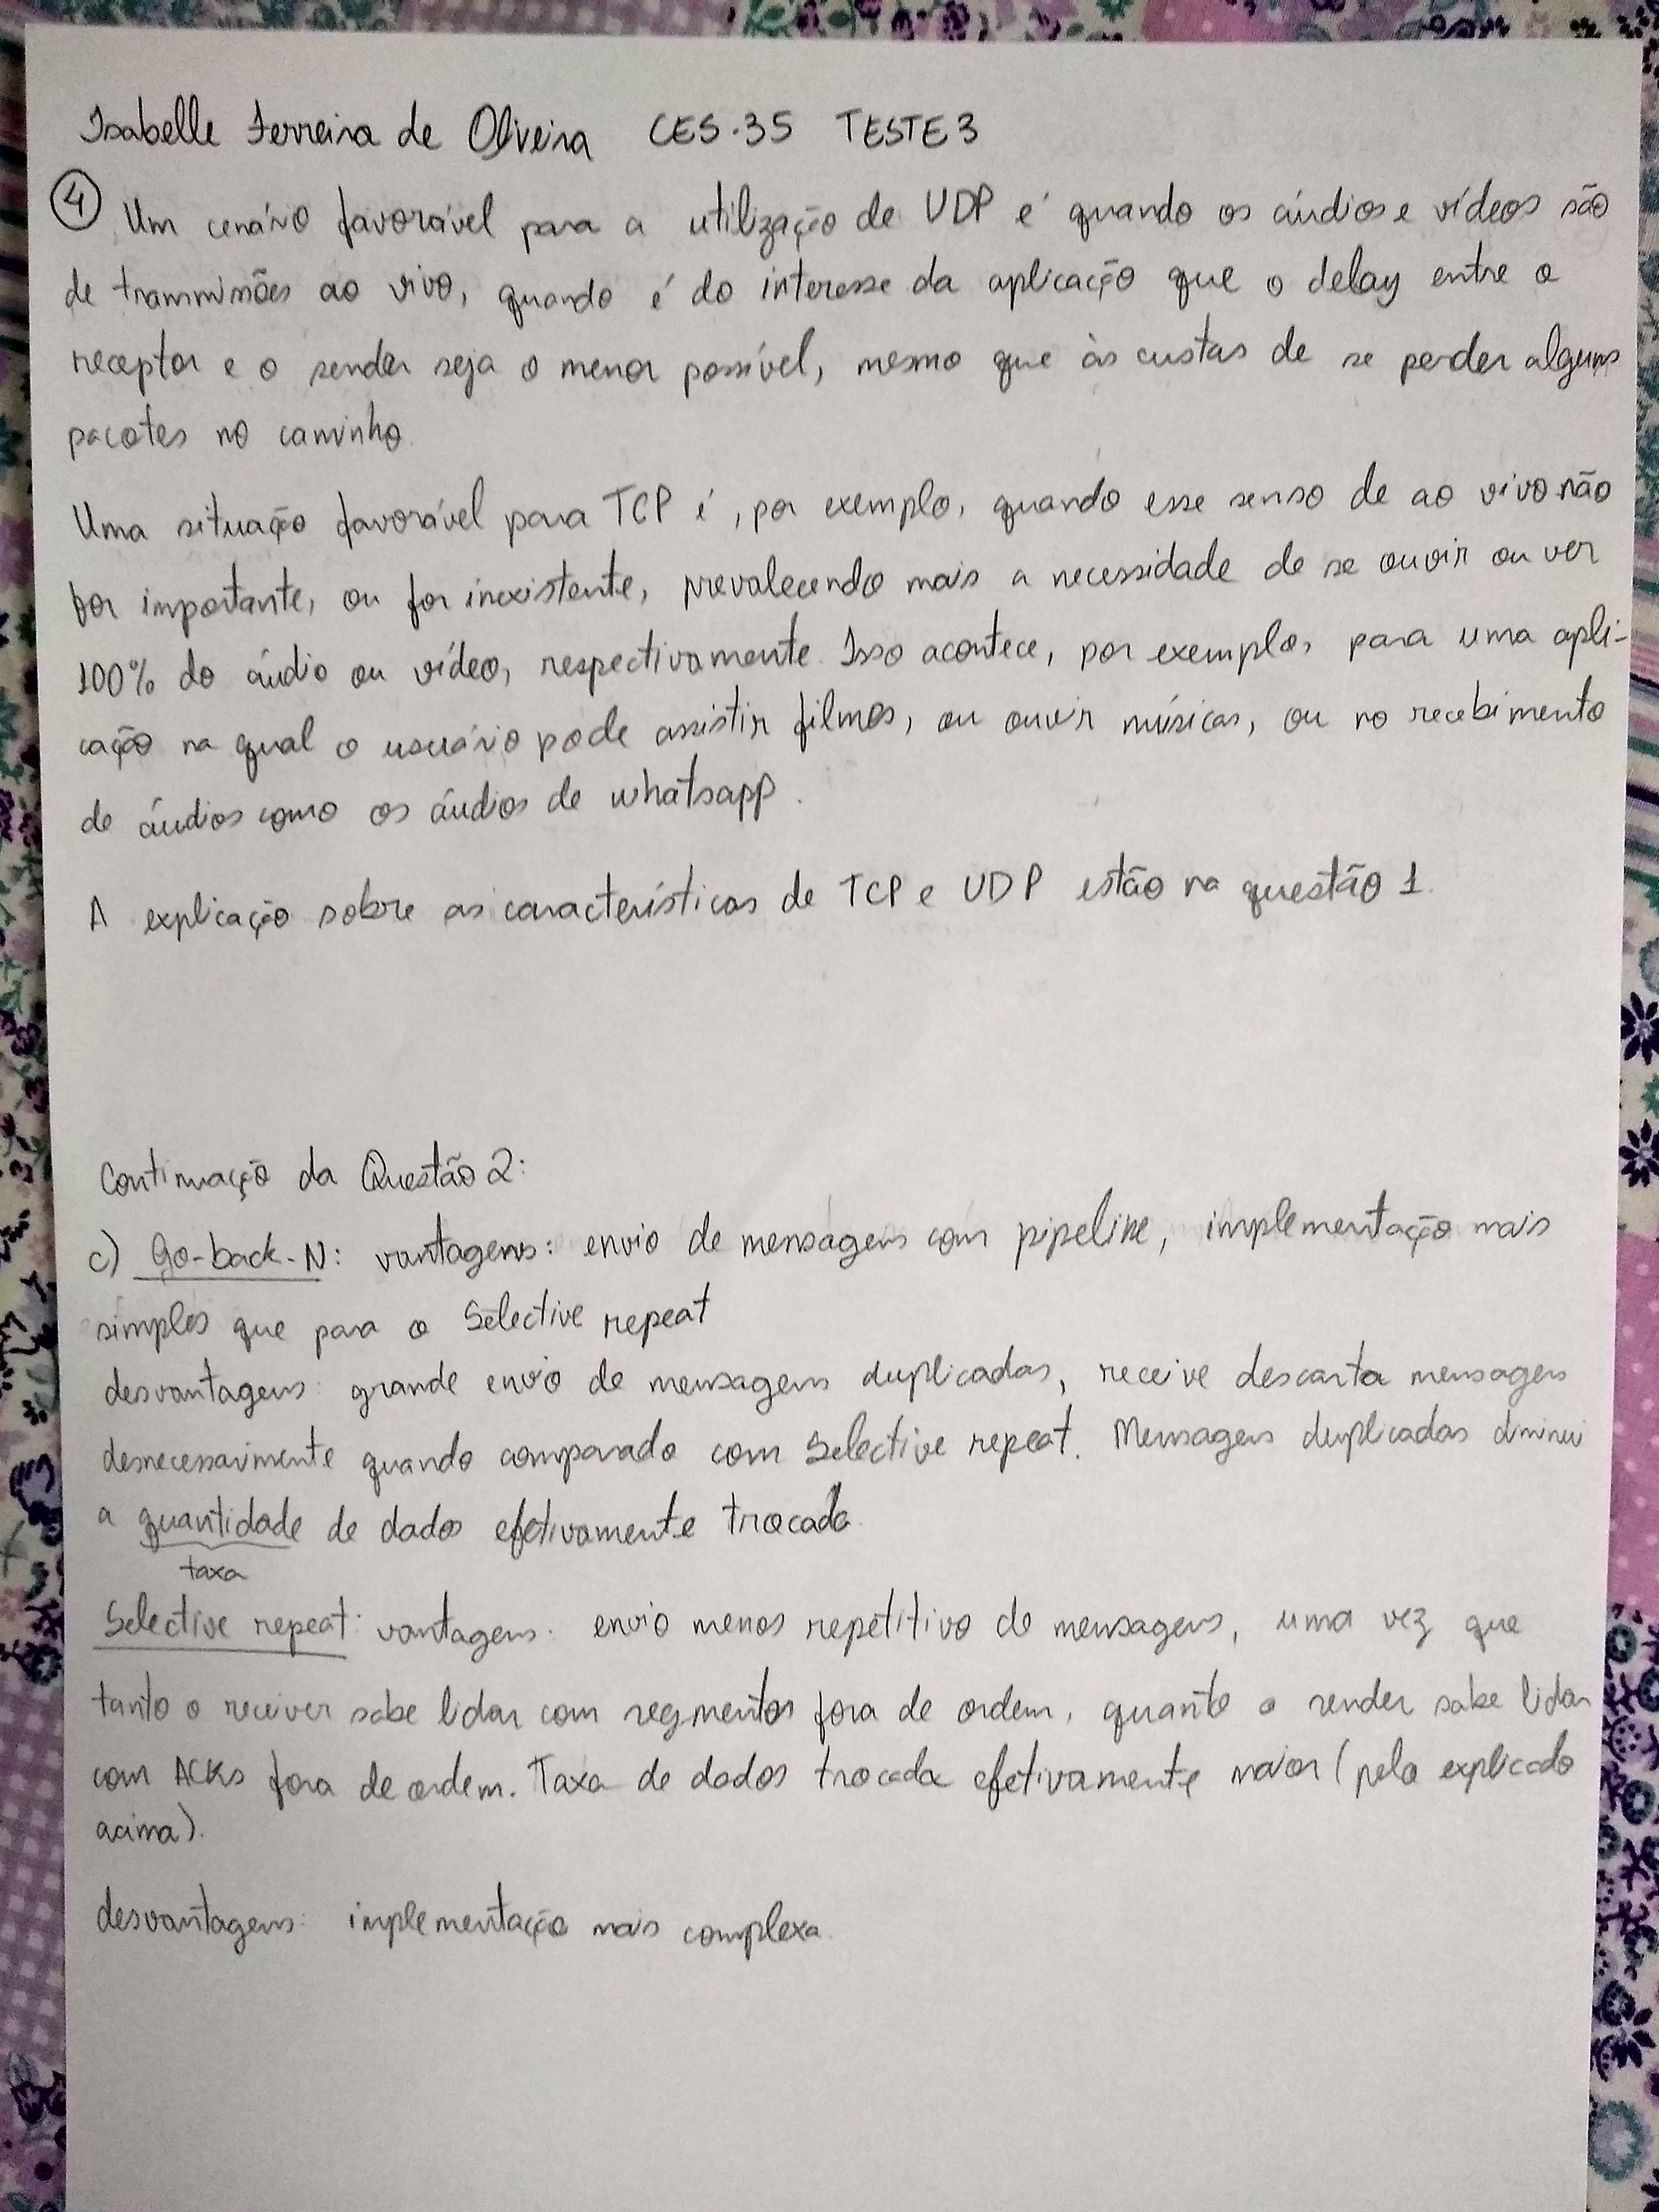 Isabelle Ferreira de Oliveira CES-35 TESTE 3
④ Um cenário favorável para a utilização de UDP é quando os áudios e vídeos são
de transmissões ao vivo, quando é do interesse da aplicação que o delay entre o
receptor e o sender seja o menor possível, mesmo que às custas de se perder alguns
pacotes no caminho.
Uma situação favorável para TCP é, por exemplo, quando esse senso de ao vivo não
for importante, ou for inexistente, prevalecendo mais a necessidade de se ouvir ou ver
100% do áudio ou vídeo, respectivamente. Isso acontece, por exemplo, para uma apli-
cação na qual o usuário pode assistir filmes, ou ouvir músicas, ou no recebimento
de áudios como os áudios de whatsapp.
A explicação sobre as características de TCP e UDP estão na questão 1.
Continuação da Questão 2:
c) Go-back-N: vantagens: envio de mensagens com pipeline, implementação mais
simples que para o Selective repeat
desvantagens: grande envio de mensagens duplicadas, receive descarta mensagens
desnecessarimente quando comparado com Selective repeat. Mensagens duplicadas diminui
a quantidade de dados efetivamente trocada.
taxa
Selective repeat: vantagens: envio menos repetitivo de mensagens, uma vez que
tanto o receiver sabe lidar com segmentos fora de ordem, quanto o sender sabe lidar
com ACKs fora de ordem. Taxa de dados trocada efetivamente maior (pelo explicado
acima).
desvantagens: implementação mais complexa.